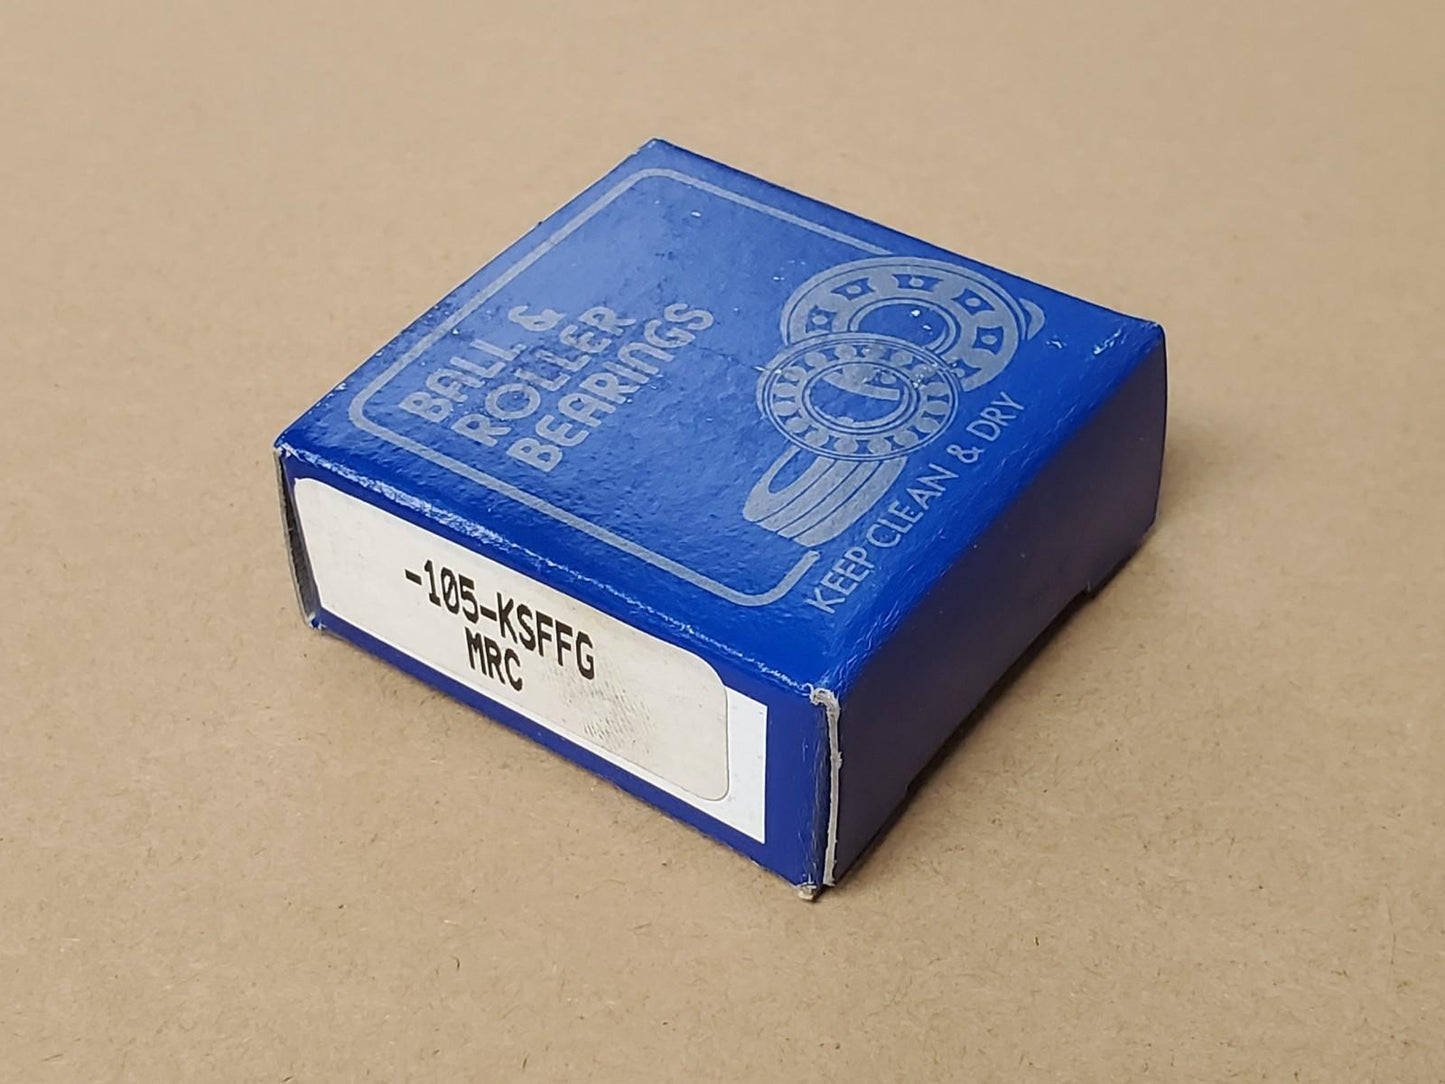 BALL &
ROLLER
BEARINGS
KEEP CLEAN & DRY
-105-KSFFG
MRC